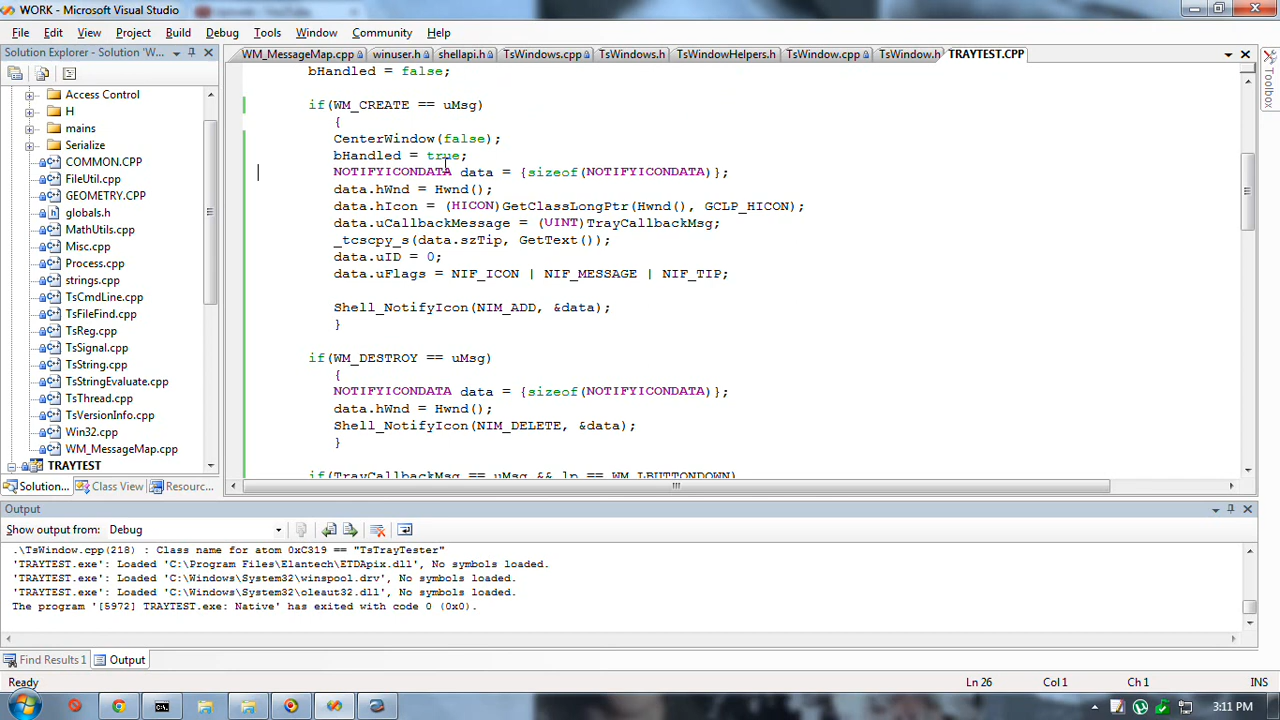 WORK - Microsoft Visual Studio
File Edit View Project Build Debug Tools Window Community Help
Solution Explorer - Solution 'W...
WM_MessageMap.cpp winuser.h shellapi.h TsWindows.cpp TsWindows.h TsWindowHelpers.h TsWindow.cpp TsWindow.h TRAYTEST.CPP
Toolbox
Access Control
H
mains
Serialize
COMMON.CPP
FileUtil.cpp
GEOMETRY.CPP
globals.h
MathUtils.cpp
Misc.cpp
Process.cpp
strings.cpp
TsCmdLine.cpp
TsFileFind.cpp
TsReg.cpp
TsSignal.cpp
TsString.cpp
TsStringEvaluate.cpp
TsThread.cpp
TsVersionInfo.cpp
Win32.cpp
WM_MessageMap.cpp
TRAYTEST
Solution... Class View Resourc...
bHandled = false;
if(WM_CREATE == uMsg)
{
CenterWindow(false);
bHandled = true;
NOTIFYICONDATA data = {sizeof(NOTIFYICONDATA)};
data.hWnd = Hwnd();
data.hIcon = (HICON)GetClassLongPtr(Hwnd(), GCLP_HICON);
data.uCallbackMessage = (UINT)TrayCallbackMsg;
_tcscpy_s(data.szTip, GetText());
data.uID = 0;
data.uFlags = NIF_ICON | NIF_MESSAGE | NIF_TIP;
Shell_NotifyIcon(NIM_ADD, &data);
}
if(WM_DESTROY == uMsg)
{
NOTIFYICONDATA data = {sizeof(NOTIFYICONDATA)};
data.hWnd = Hwnd();
Shell_NotifyIcon(NIM_DELETE, &data);
}
if(TrayCallbackMsg == uMsg && lp == WM_LBUTTONDOWN)
Output
Show output from: Debug
.\TsWindow.cpp(218) : Class name for atom 0xC319 == "TsTrayTester"
'TRAYTEST.exe': Loaded 'C:\Program Files\Elantech\ETDApix.dll', No symbols loaded.
'TRAYTEST.exe': Loaded 'C:\Windows\System32\winspool.drv', No symbols loaded.
'TRAYTEST.exe': Loaded 'C:\Windows\System32\oleaut32.dll', No symbols loaded.
The program '[5972] TRAYTEST.exe: Native' has exited with code 0 (0x0).
Find Results 1 Output
Ready Ln 26 Col 1 Ch 1 INS
3:11 PM